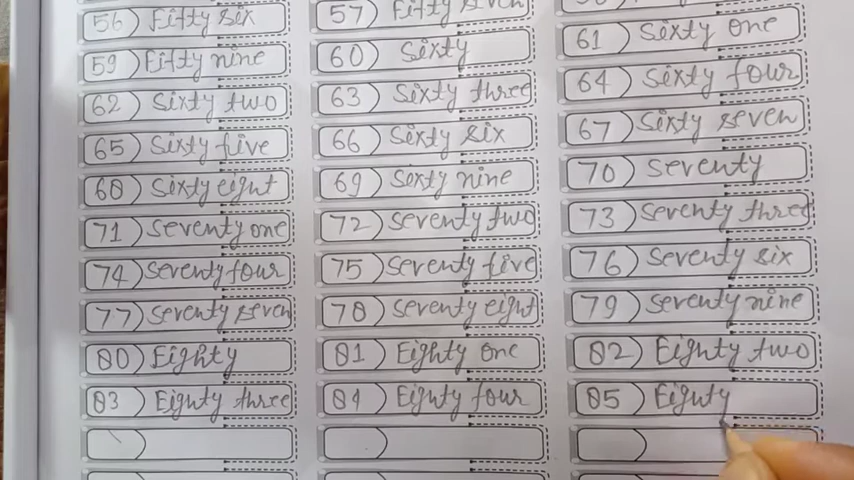 56 Fifty six 57 Fifty seven
59 Fifty nine 60 Sixty 61 Sixty one
62 Sixty two 63 Sixty three 64 Sixty four
65 Sixty five 66 Sixty six 67 Sixty seven
68 Sixty eight 69 Sixty nine 70 Seventy
71 Seventy one 72 Seventy two 73 Seventy three
74 Seventy four 75 Seventy five 76 Seventy six
77 Seventy seven 78 Seventy eight 79 Seventy nine
80 Eighty 81 Eighty one 82 Eighty two
83 Eighty three 84 Eighty four 85 Eighty